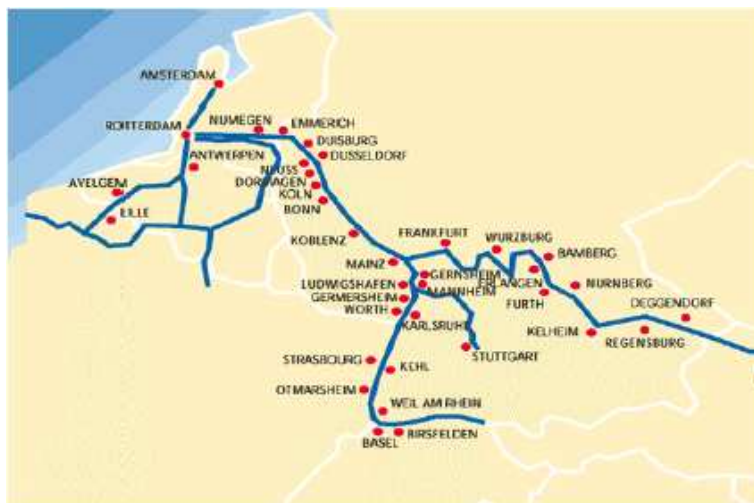 AMSTERDAM
ROTTERDAM
NIJMEGEN
EMMERICH
DUISBURG
DUSSELDORF
ANTWERPEN
NEUSS
DORMAGEN
KOLN
BONN
AVELGEM
LILLE
KOBLENZ
FRANKFURT
WURZBURG
BAMBERG
MAINZ
GERNSHEIM
ERLANGEN
NURNBERG
LUDWIGSHAFEN
MANNHEIM
GERMERSHEIM
FURTH
DEGGENDORF
WORTH
KARLSRUHE
KELHEIM
REGENSBURG
STUTTGART
STRASBOURG
KEHL
OTMARSHEIM
WEIL AM RHEIN
BASEL
BIRSFELDEN